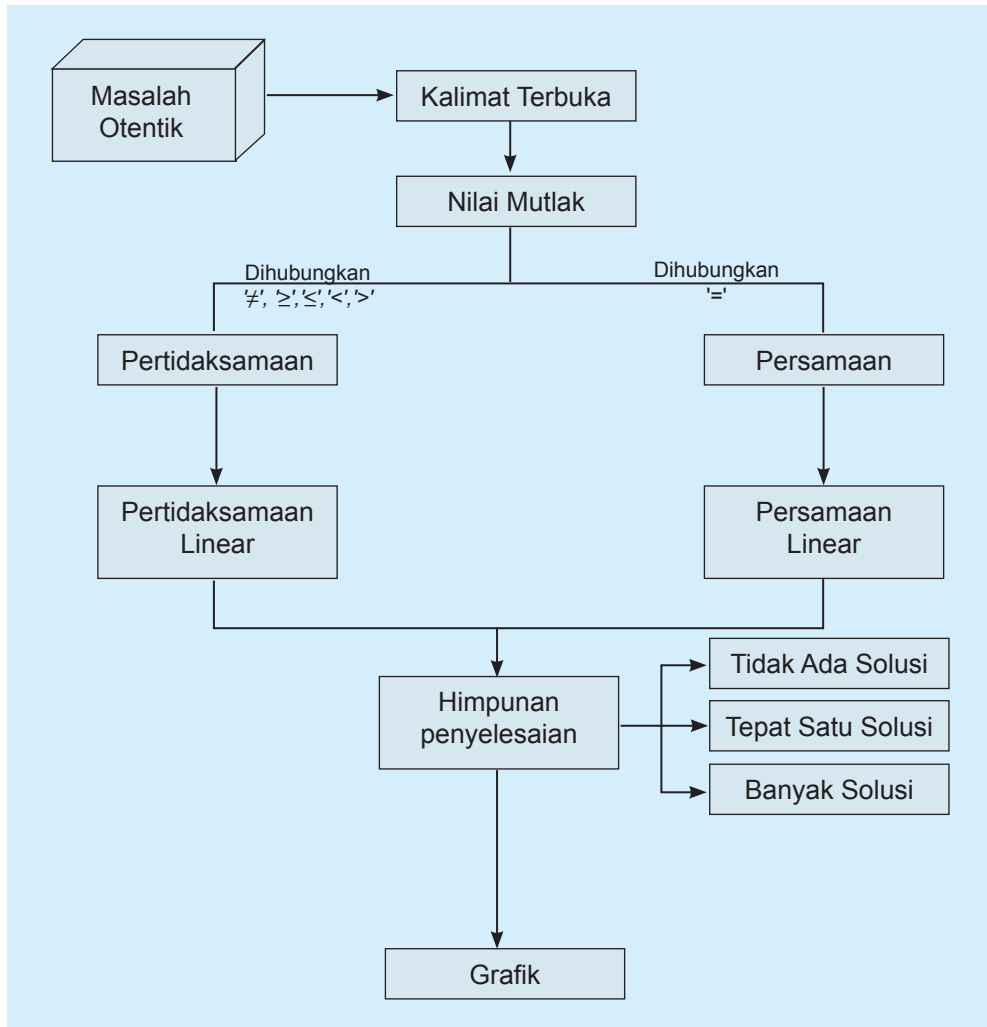 Masalah
Otentik
Kalimat Terbuka
Nilai Mutlak
Dihubungkan
'≠', '≥','≤','<','>'
Dihubungkan
'='
Pertidaksamaan
Persamaan
Pertidaksamaan
Linear
Persamaan
Linear
Himpunan
penyelesaian
Tidak Ada Solusi
Tepat Satu Solusi
Banyak Solusi
Grafik